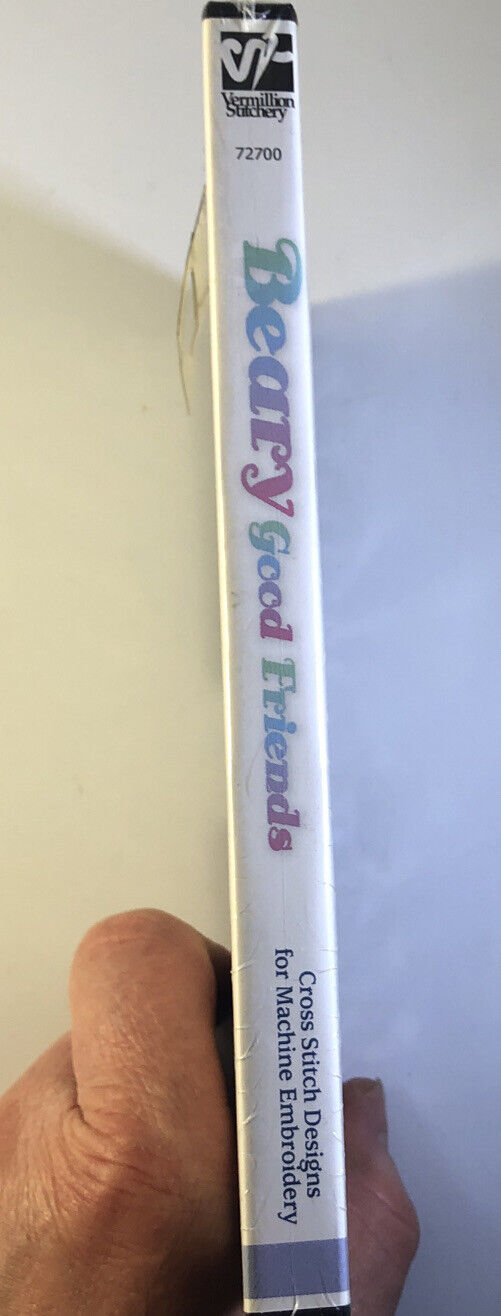 Vermillion
Stitchery
72700
Beary Good Friends
Cross Stitch Designs
for Machine Embroidery